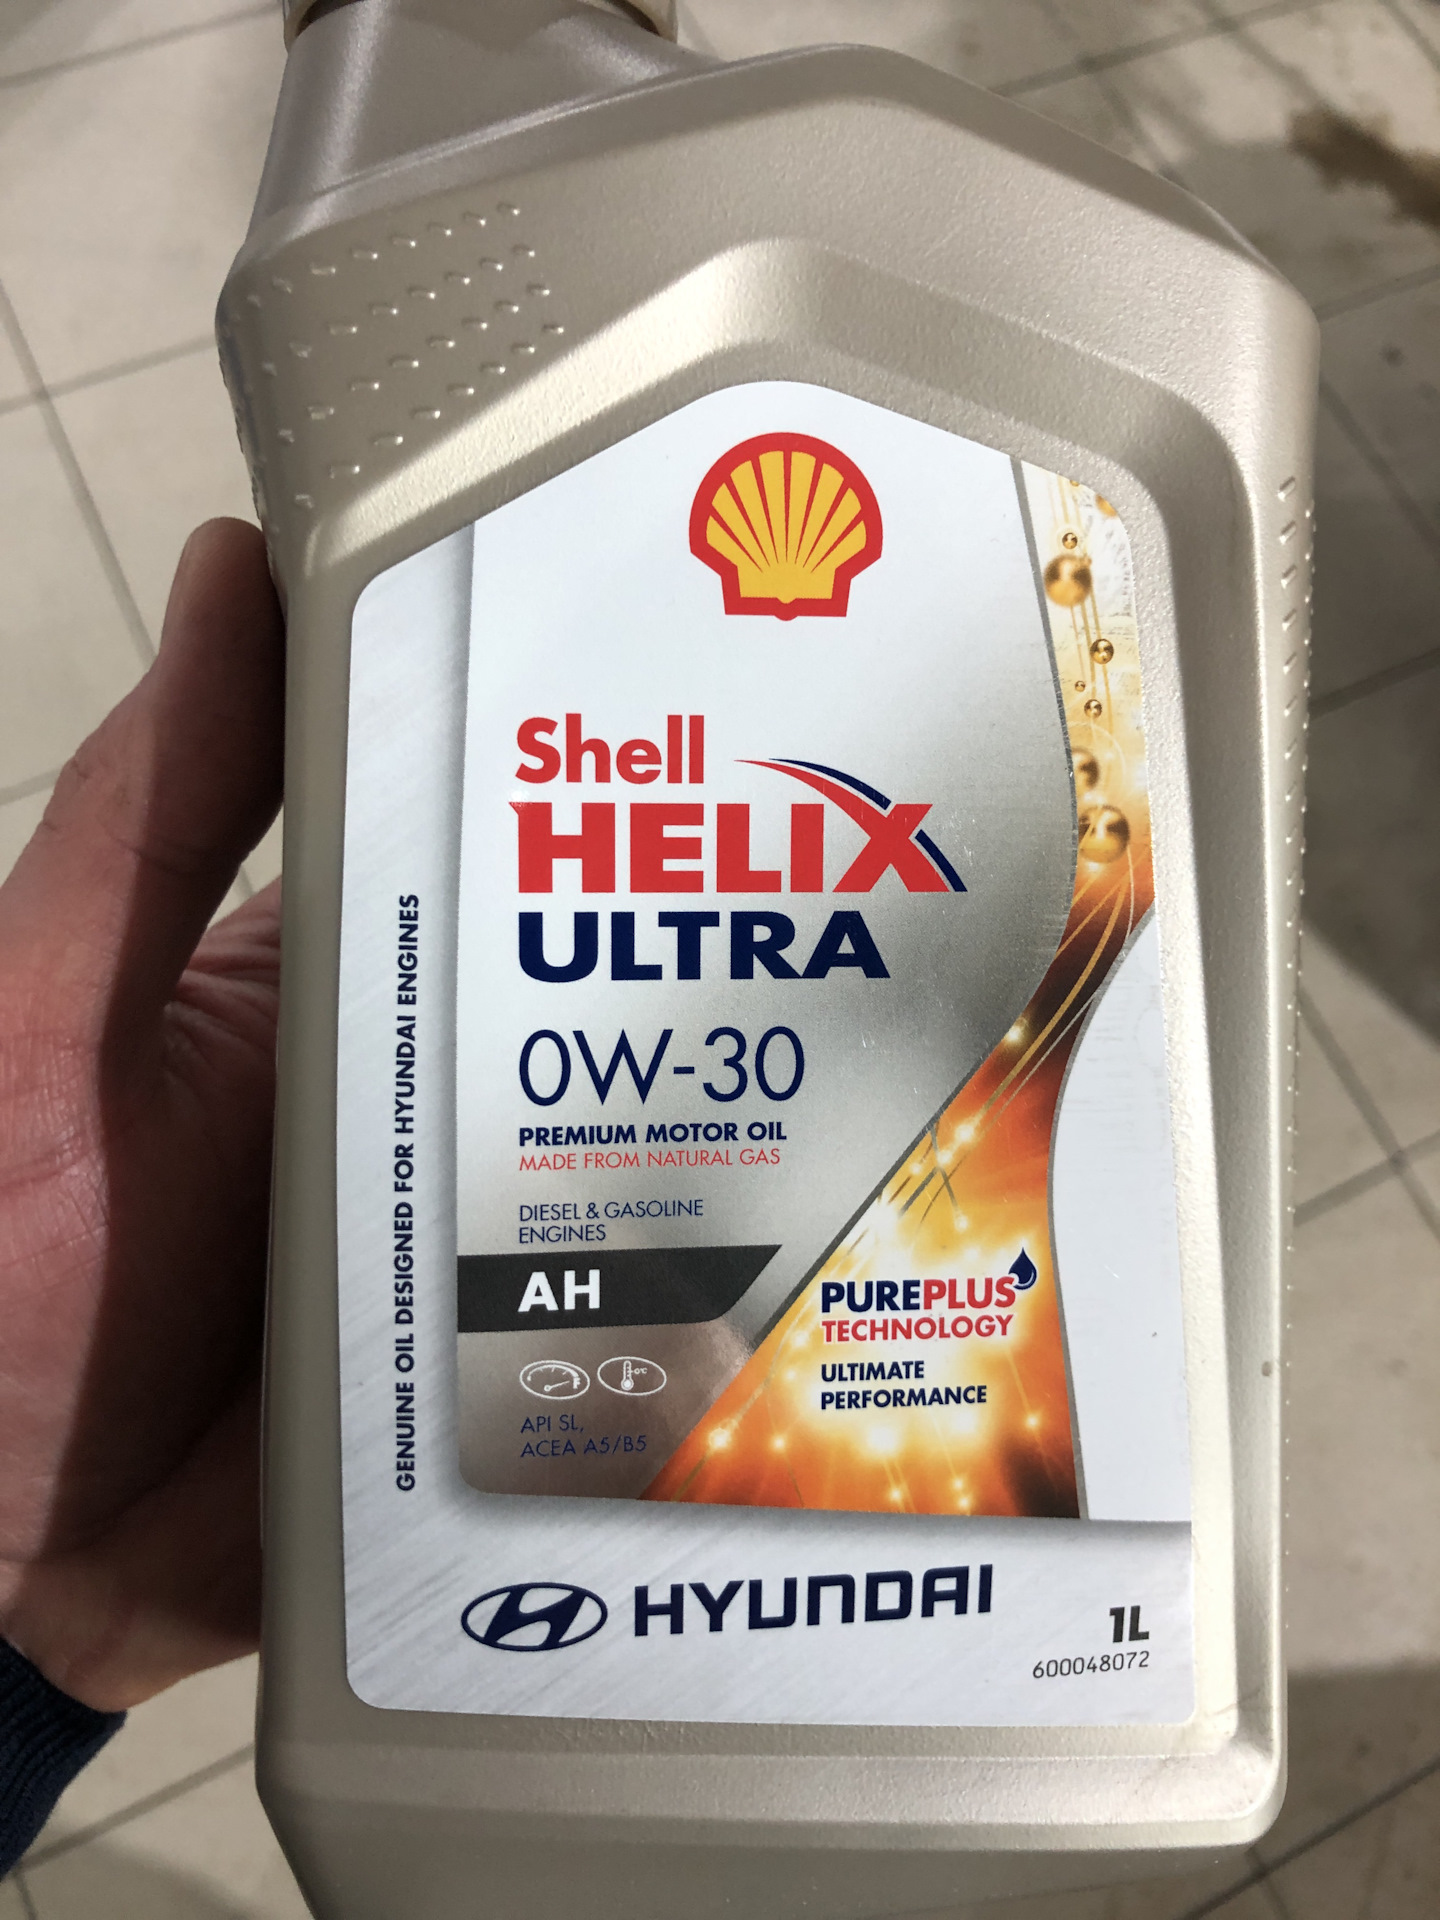 Shell
HELIX
ULTRA
0W-30
PREMIUM MOTOR OIL
MADE FROM NATURAL GAS
DIESEL & GASOLINE
ENGINES
AH
PUREPLUS
TECHNOLOGY
ULTIMATE
PERFORMANCE
F
0°C
API SL,
ACEA A5/B5
GENUINE OIL DESIGNED FOR HYUNDAI ENGINES
HYUNDAI
1L
600048072